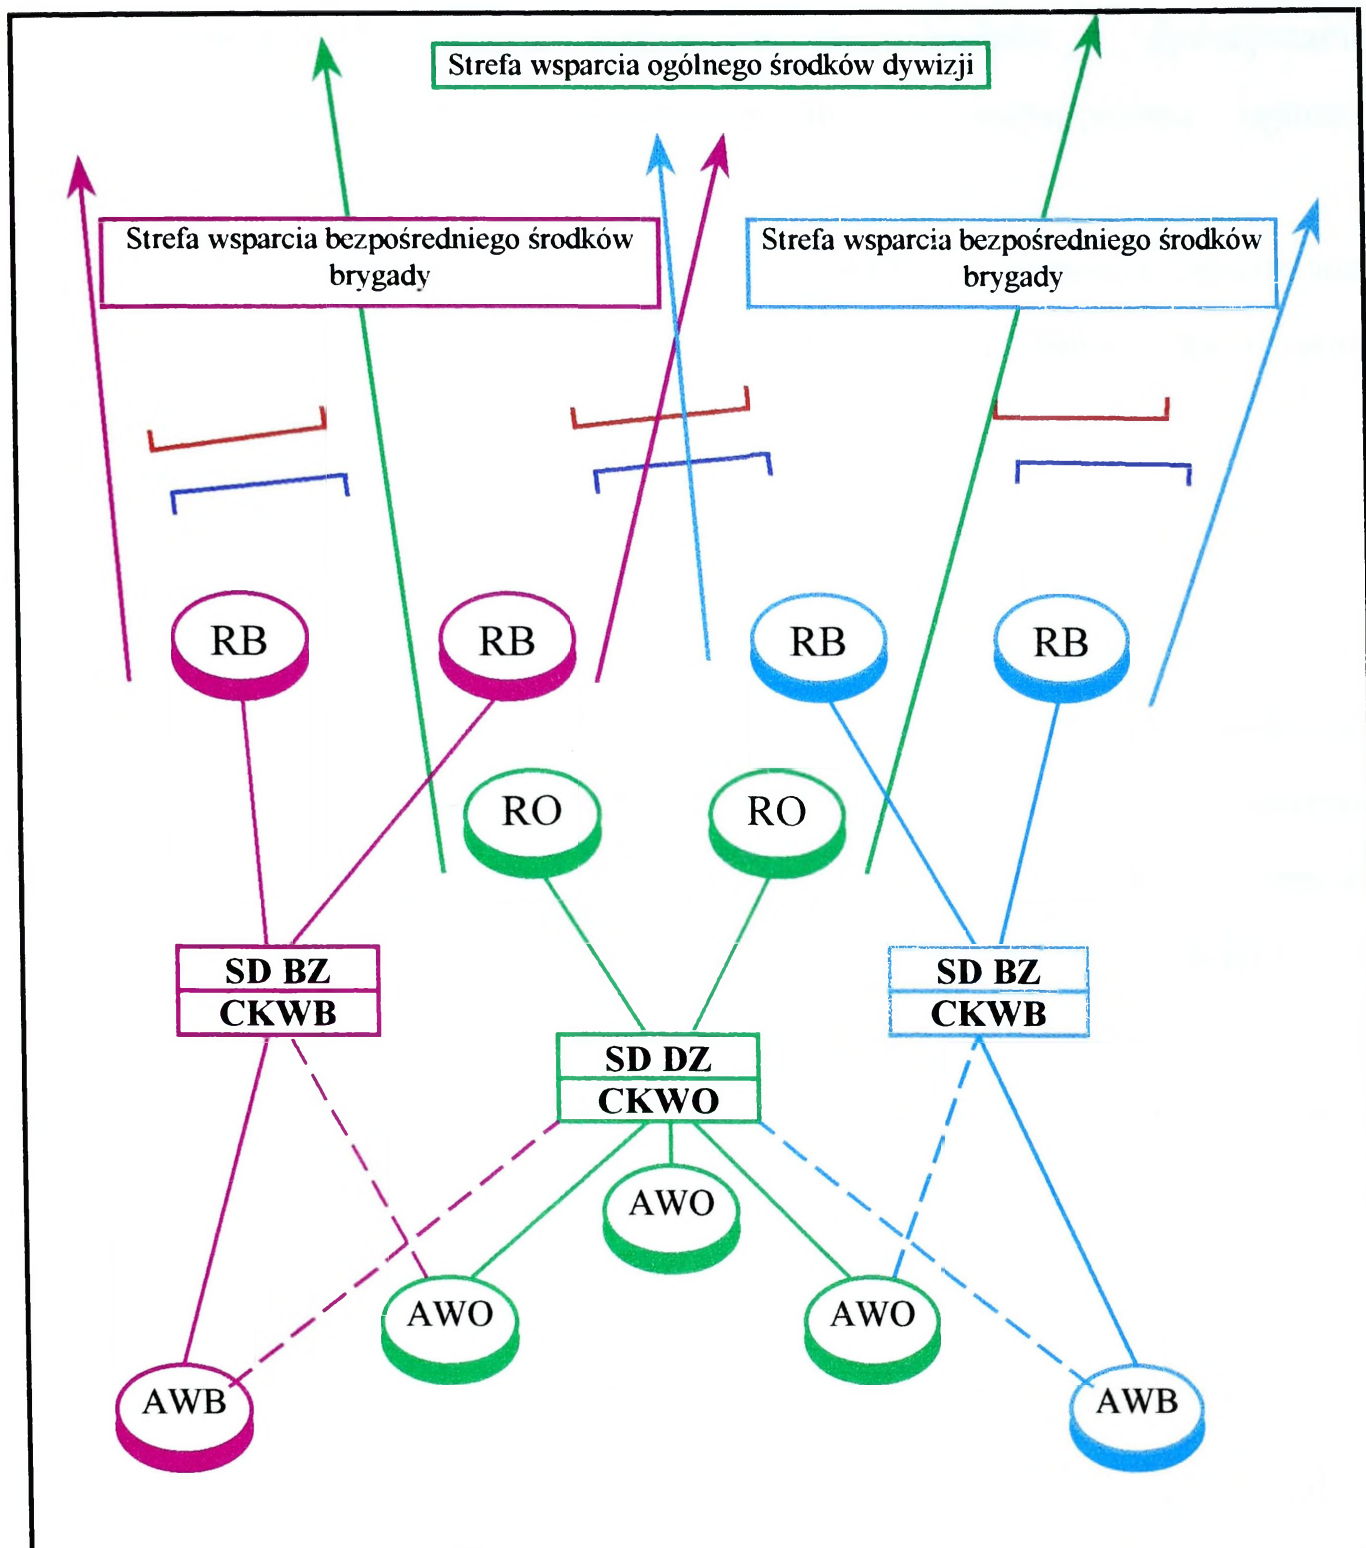 Strefa wsparcia ogólnego środków dywizji
Strefa wsparcia bezpośredniego środków
brygady
Strefa wsparcia bezpośredniego środków
brygady
RB
RB
RB
RB
RO
RO
SD BZ
CKWB
SD BZ
CKWB
SD DZ
CKWO
AWO
AWO
AWO
AWB
AWB